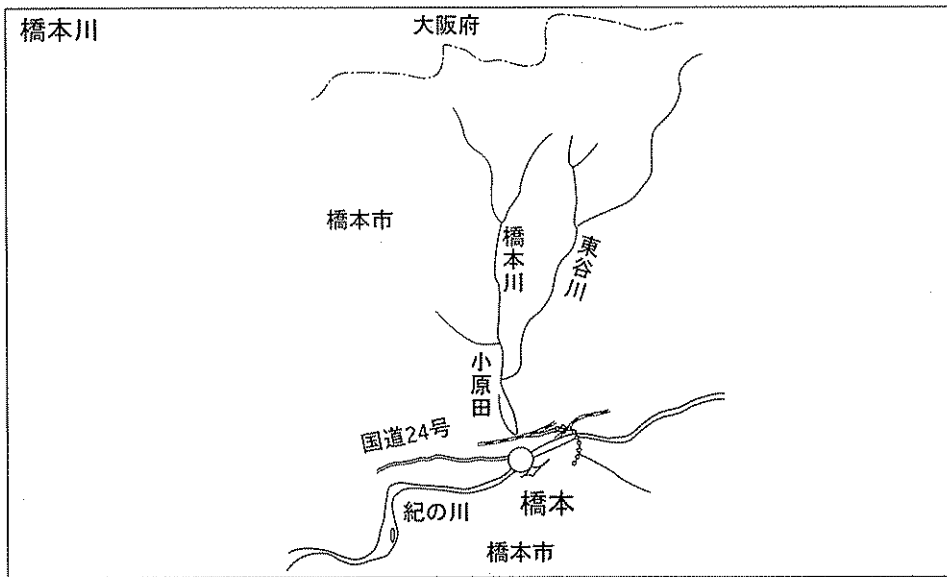 橋本川
大阪府
橋本市
橋本川
東谷川
小原田
国道24号
紀の川
橋本
橋本市